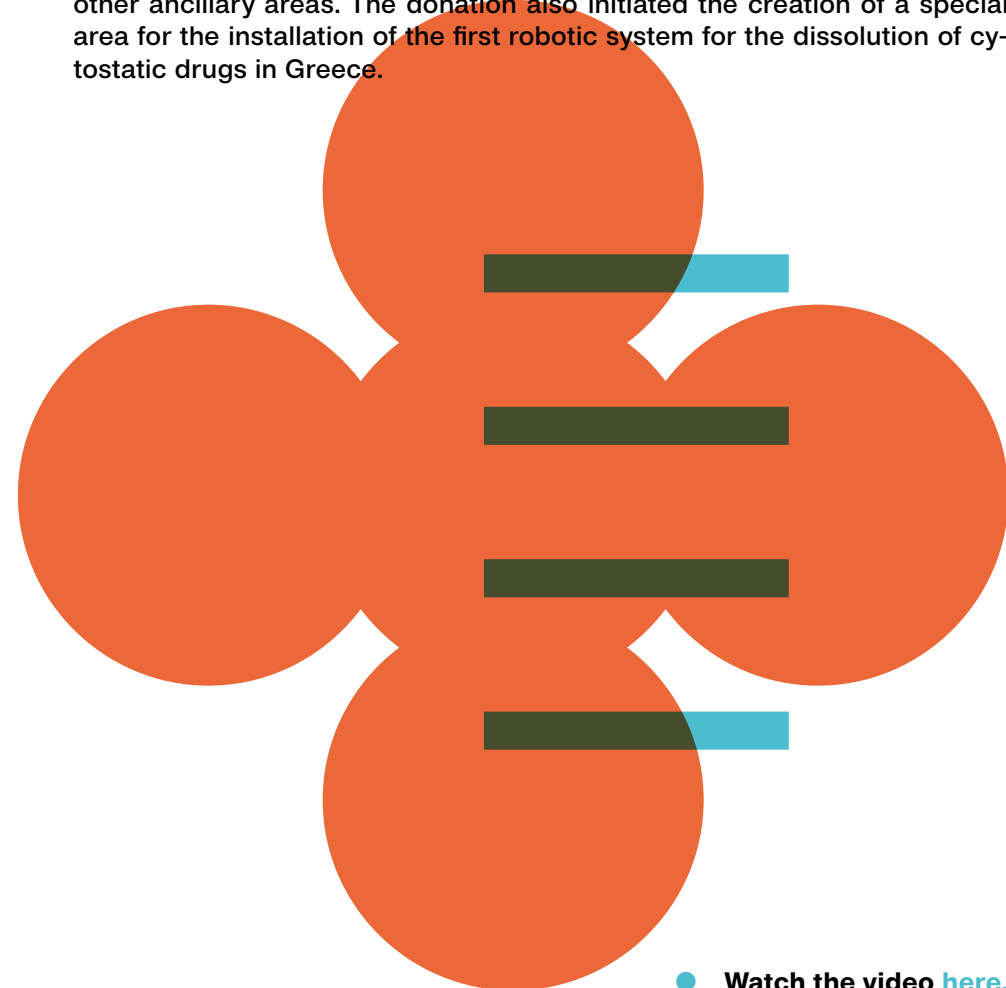 other ancillary areas. The donation also initiated the creation of a special
area for the installation of the first robotic system for the dissolution of cy-
tostatic drugs in Greece.
Watch the video here.